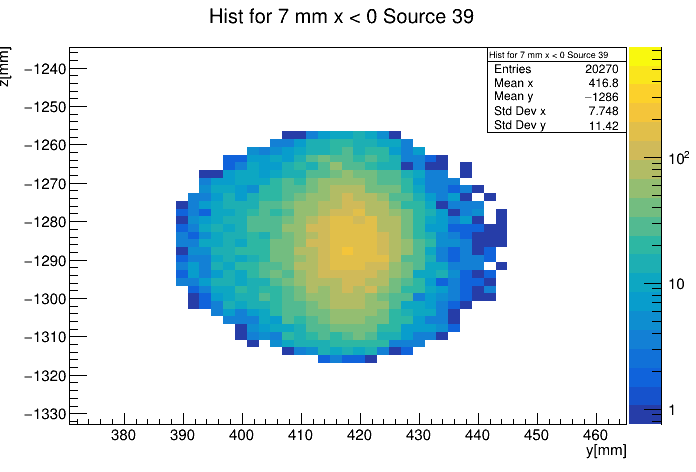 Hist for 7 mm x < 0 Source 39
z[mm]
Hist for 7 mm x < 0 Source 39
Entries 20270
Mean x 416.8
Mean y −1286
Std Dev x 7.748
Std Dev y 11.42
−1240
−1250
−1260
−1270
−1280
−1290
−1300
−1310
−1320
−1330
10²
10
1
380 390 400 410 420 430 440 450 460
y[mm]